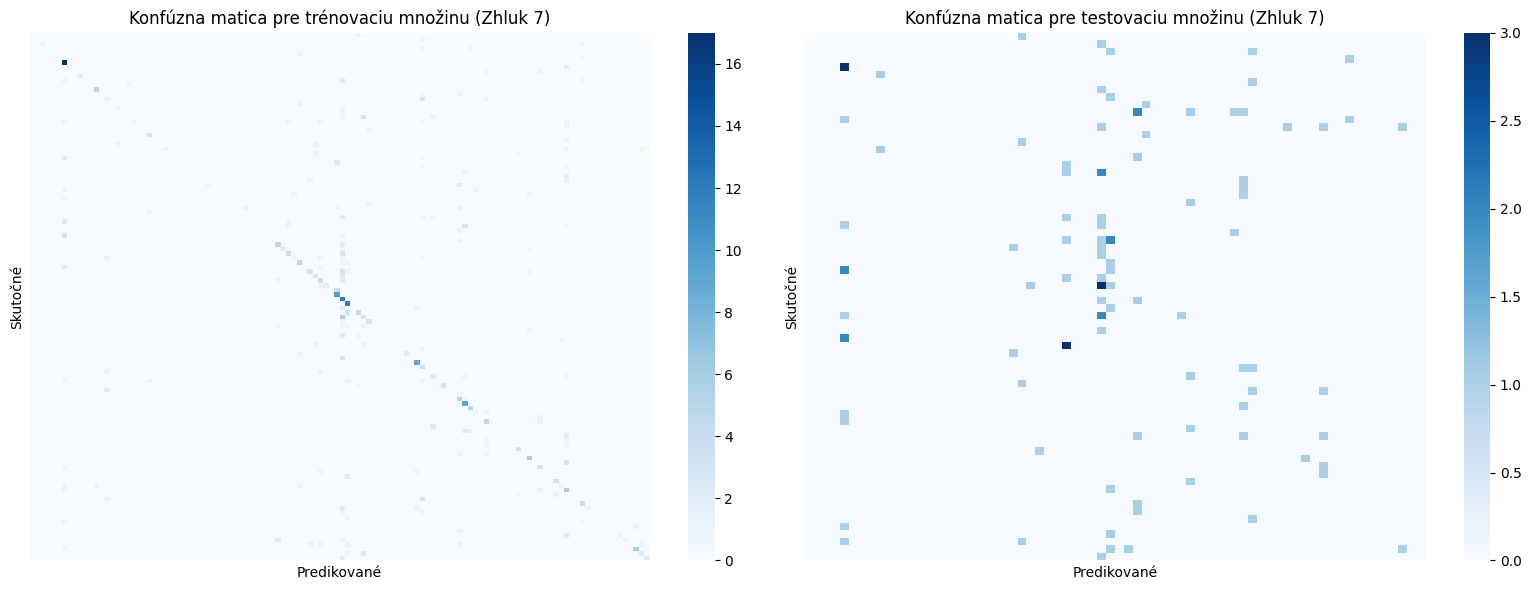 Konfúzna matica pre trénovaciu množinu (Zhluk 7)
Skutočné
Predikované
16
14
12
10
8
6
4
2
0
Konfúzna matica pre testovaciu množinu (Zhluk 7)
Skutočné
Predikované
3.0
2.5
2.0
1.5
1.0
0.5
0.0